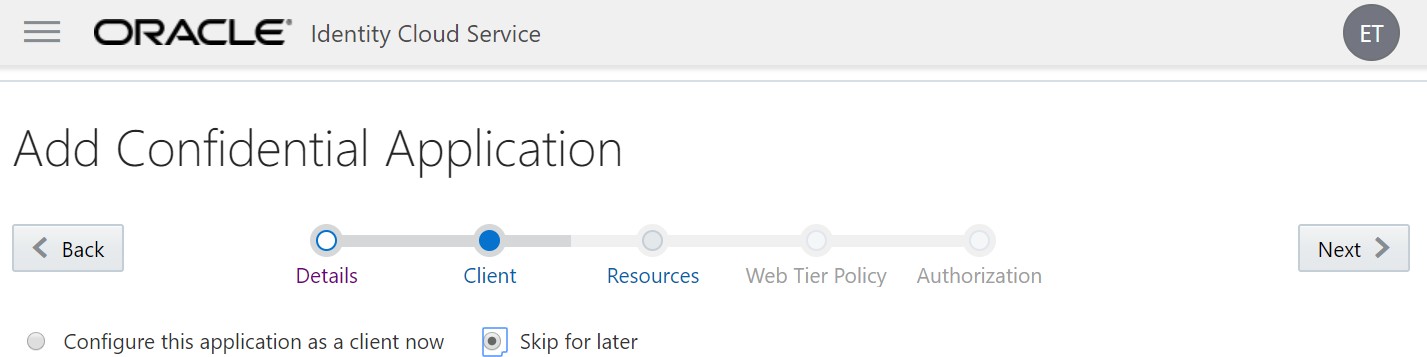 ORACLE® Identity Cloud Service ET
Add Confidential Application
Back Next
Details Client Resources Web Tier Policy Authorization
Configure this application as a client now Skip for later